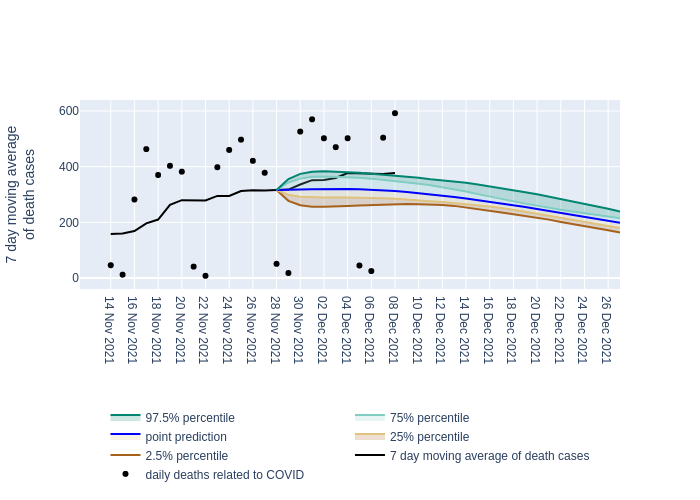 7 day moving average
of death cases
600
400
200
0
14 Nov 2021
16 Nov 2021
18 Nov 2021
20 Nov 2021
22 Nov 2021
24 Nov 2021
26 Nov 2021
28 Nov 2021
30 Nov 2021
02 Dec 2021
04 Dec 2021
06 Dec 2021
08 Dec 2021
10 Dec 2021
12 Dec 2021
14 Dec 2021
16 Dec 2021
18 Dec 2021
20 Dec 2021
22 Dec 2021
24 Dec 2021
26 Dec 2021
97.5% percentile
75% percentile
point prediction
25% percentile
2.5% percentile
7 day moving average of death cases
daily deaths related to COVID